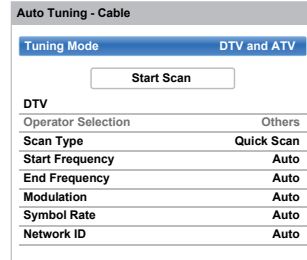 Auto Tuning - Cable
Tuning Mode DTV and ATV
Start Scan
DTV
Operator Selection Others
Scan Type Quick Scan
Start Frequency Auto
End Frequency Auto
Modulation Auto
Symbol Rate Auto
Network ID Auto